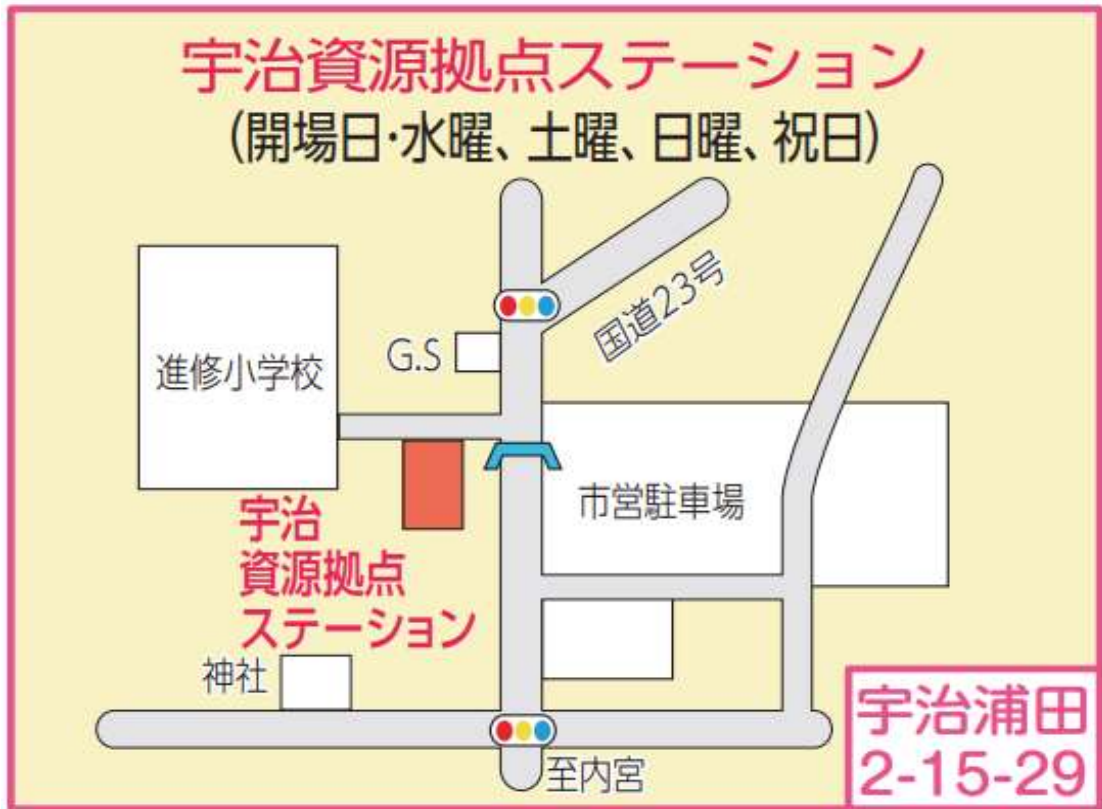 宇治資源拠点ステーション
(開場日・水曜、土曜、日曜、祝日)
国道23号
G.S
進修小学校
市営駐車場
宇治
資源拠点
ステーション
神社
至内宮
宇治浦田
2-15-29